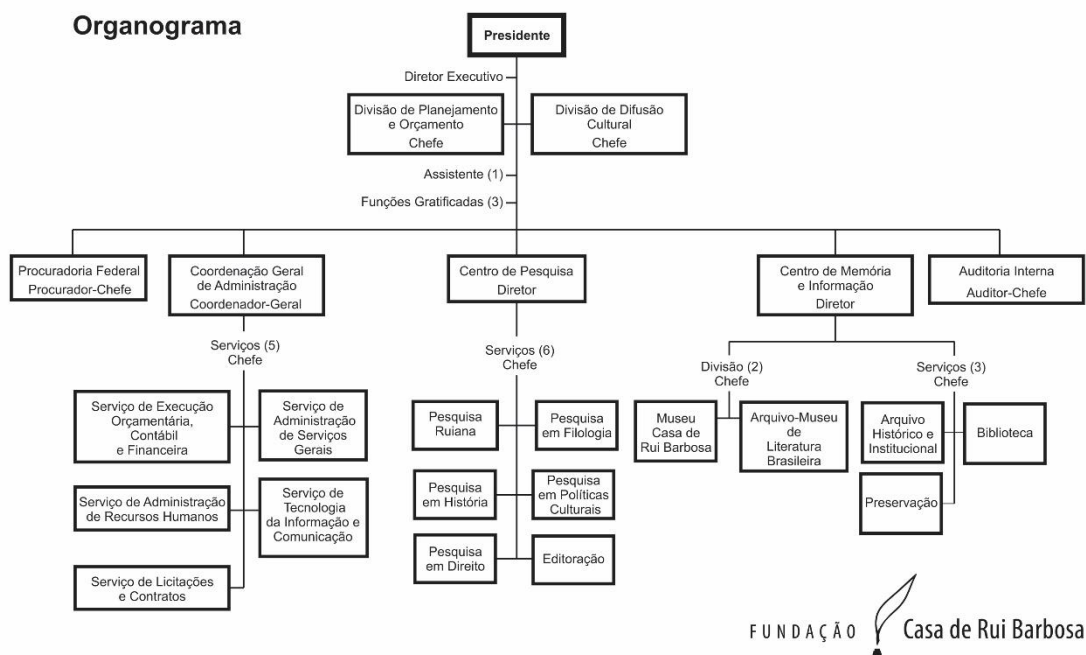 Organograma
Presidente
Diretor Executivo
Divisão de Planejamento
e Orçamento
Chefe
Divisão de Difusão
Cultural
Chefe
Assistente (1)
Funções Gratificadas (3)
Procuradoria Federal
Procurador-Chefe
Coordenação Geral
de Administração
Coordenador-Geral
Centro de Pesquisa
Diretor
Centro de Memória
e Informação
Diretor
Auditoria Interna
Auditor-Chefe
Serviços (5)
Chefe
Serviço de Execução
Orçamentária,
Contábil
e Financeira
Serviço de
Administração
de Serviços
Gerais
Serviço de Administração
de Recursos Humanos
Serviço de
Tecnologia
da Informação e
Comunicação
Serviço de Licitações
e Contratos
Serviços (6)
Chefe
Pesquisa
Ruiana
Pesquisa
em Filologia
Pesquisa
em História
Pesquisa
em Políticas
Culturais
Pesquisa
em Direito
Editoração
Divisão (2)
Chefe
Museu
Casa de
Rui Barbosa
Arquivo-Museu
de
Literatura
Brasileira
Serviços (3)
Chefe
Arquivo
Histórico e
Institucional
Biblioteca
Preservação
FUNDAÇÃO Casa de Rui Barbosa